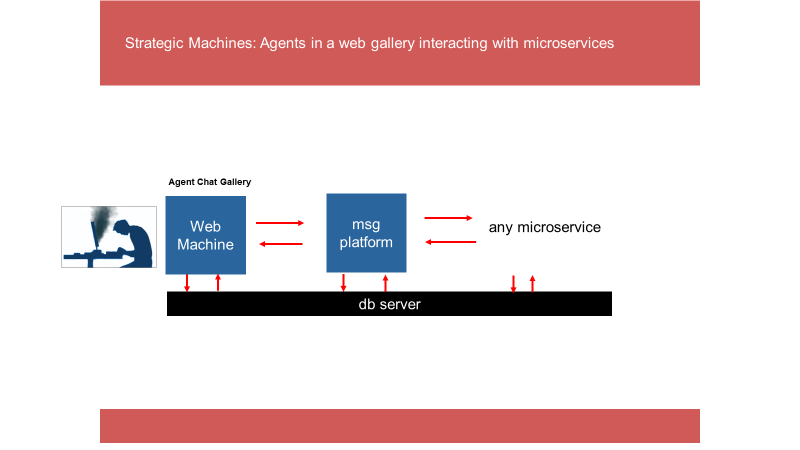 Strategic Machines: Agents in a web gallery interacting with microservices
Agent Chat Gallery
Web
Machine
msg
platform
any microservice
db server